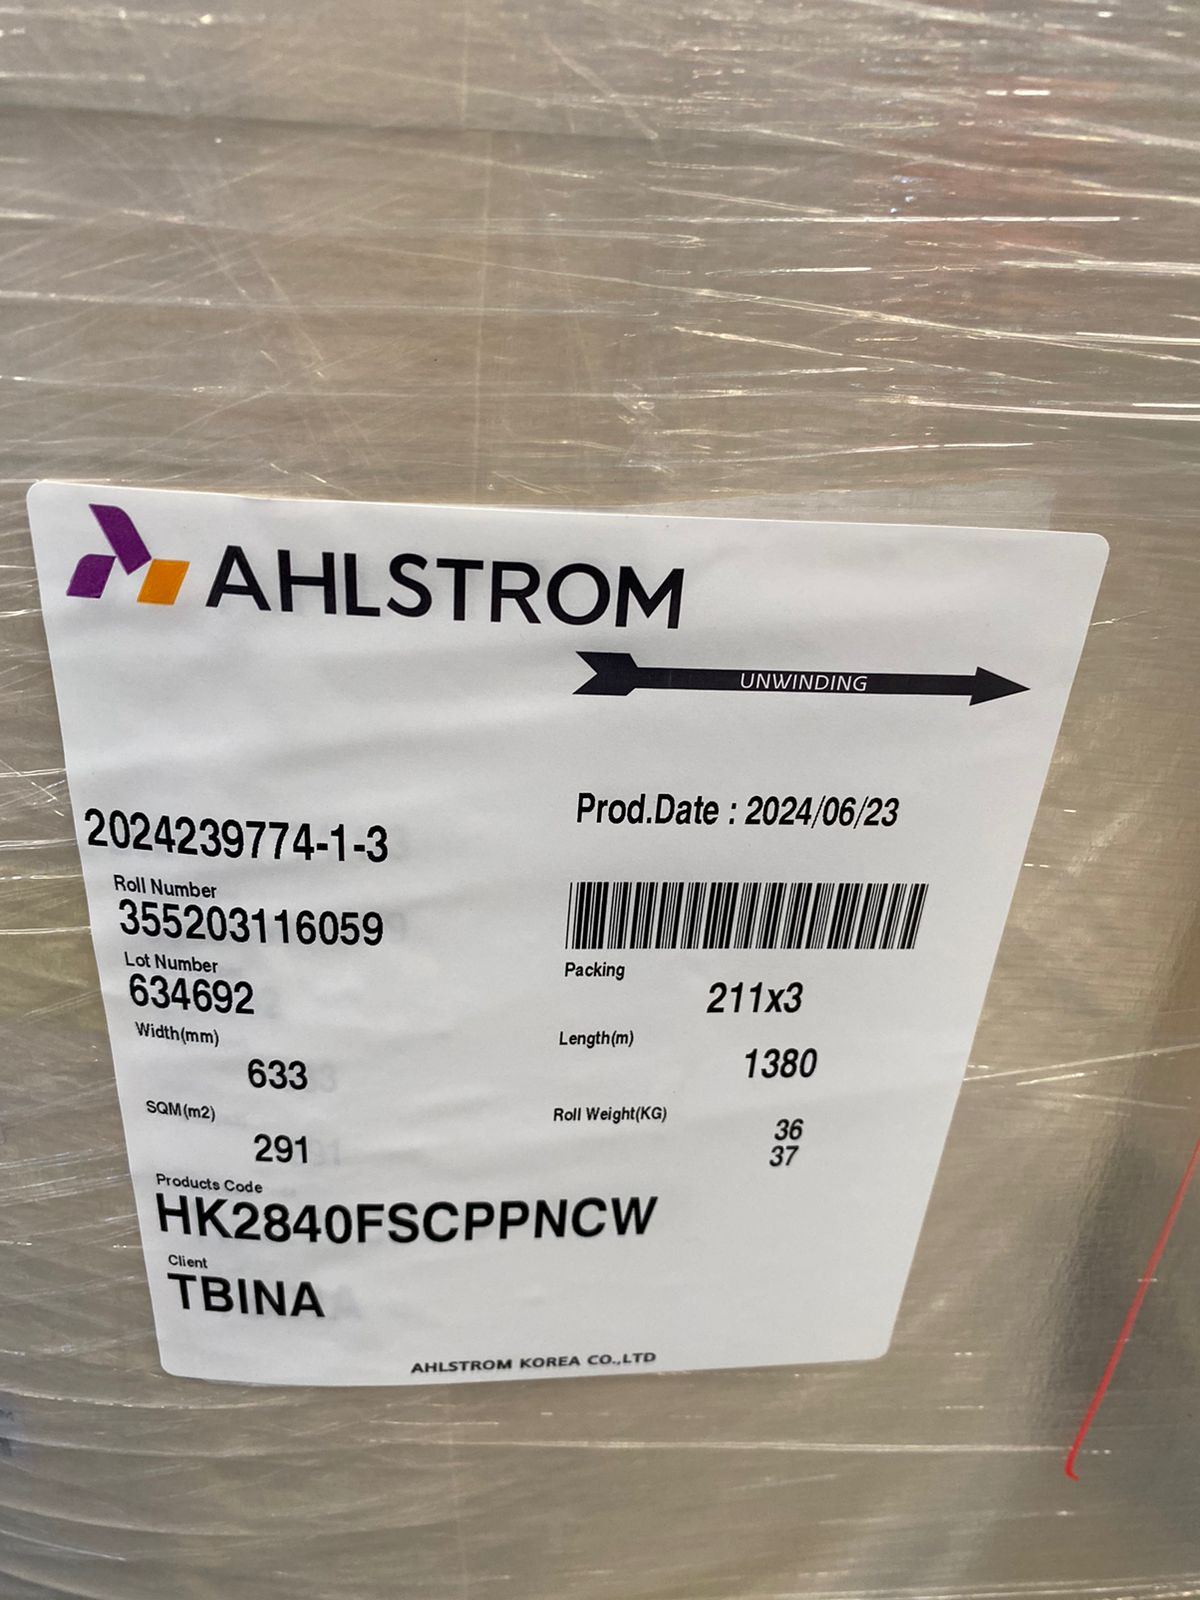 AHLSTROM
UNWINDING
2024239774-1-3
Prod.Date : 2024/06/23
Roll Number
355203116059
Lot Number
634692
Packing
211x3
Width(mm)
633
Length(m)
1380
SQM(m2)
291
Roll Weight(KG)
36
37
Products Code
HK2840FSCPPNCW
Client
TBINA
AHLSTROM KOREA CO.,LTD